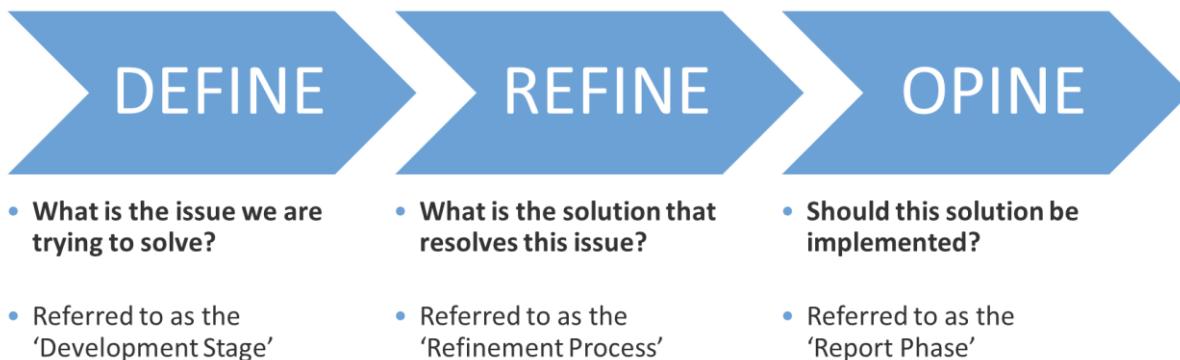 DEFINE
REFINE
OPINE
• What is the issue we are
trying to solve?
• Referred to as the
‘Development Stage’
• What is the solution that
resolves this issue?
• Referred to as the
‘Refinement Process’
• Should this solution be
implemented?
• Referred to as the
‘Report Phase’